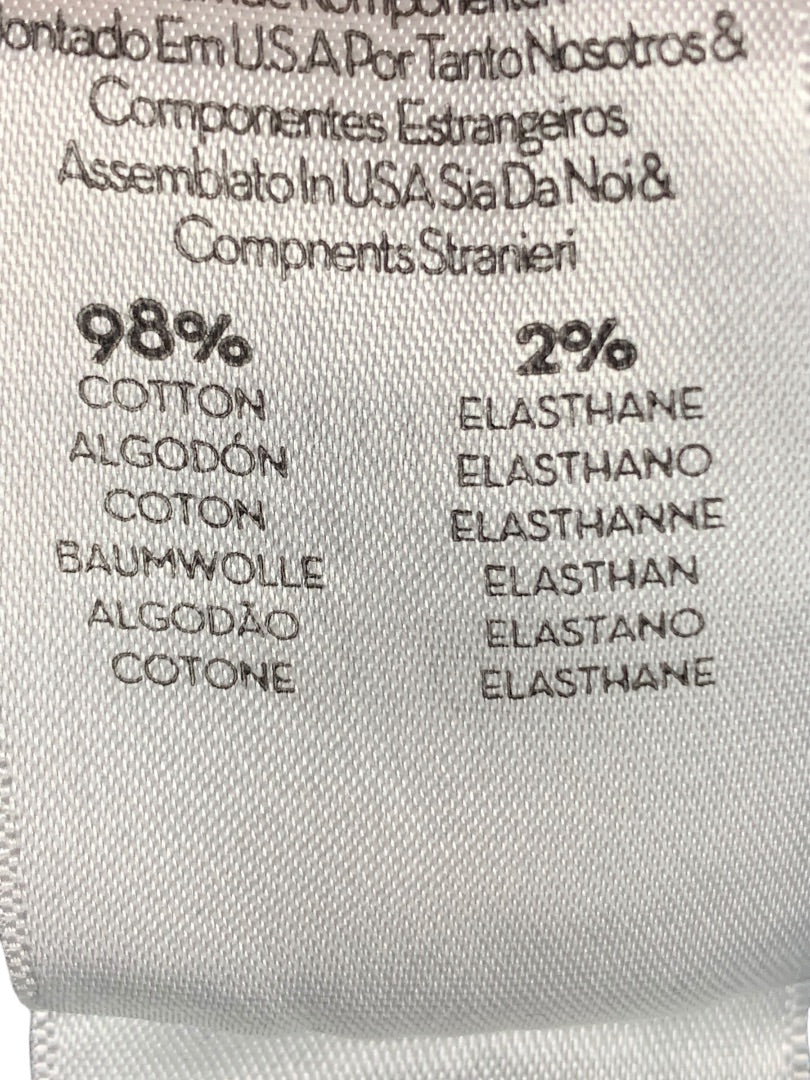 ontado Em U.S.A Por Tanto Nosotros &
Componentes Estrangeiros
Assemblato In USA Sia Da Noi &
Compnents Stranieri
98%
COTTON
ALGODÓN
COTON
BAUMWOLLE
ALGODÃO
COTONE
2%
ELASTHANE
ELASTHANO
ELASTHANNE
ELASTHAN
ELASTANO
ELASTHANE